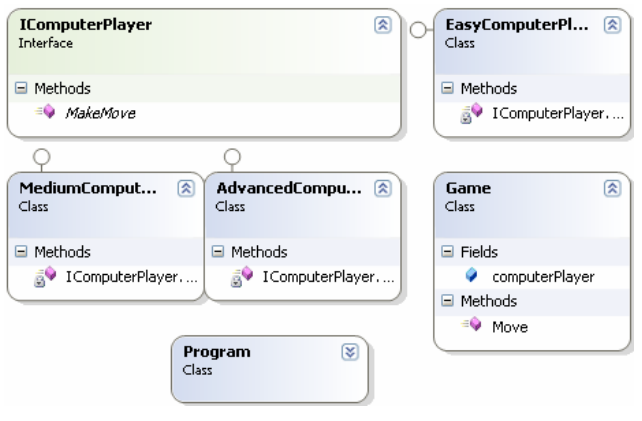 IComputerPlayer
Interface
Methods
MakeMove
EasyComputerPl...
Class
Methods
IComputerPlayer. ...
MediumComput...
Class
Methods
IComputerPlayer. ...
AdvancedCompu...
Class
Methods
IComputerPlayer. ...
Game
Class
Fields
computerPlayer
Methods
Move
Program
Class